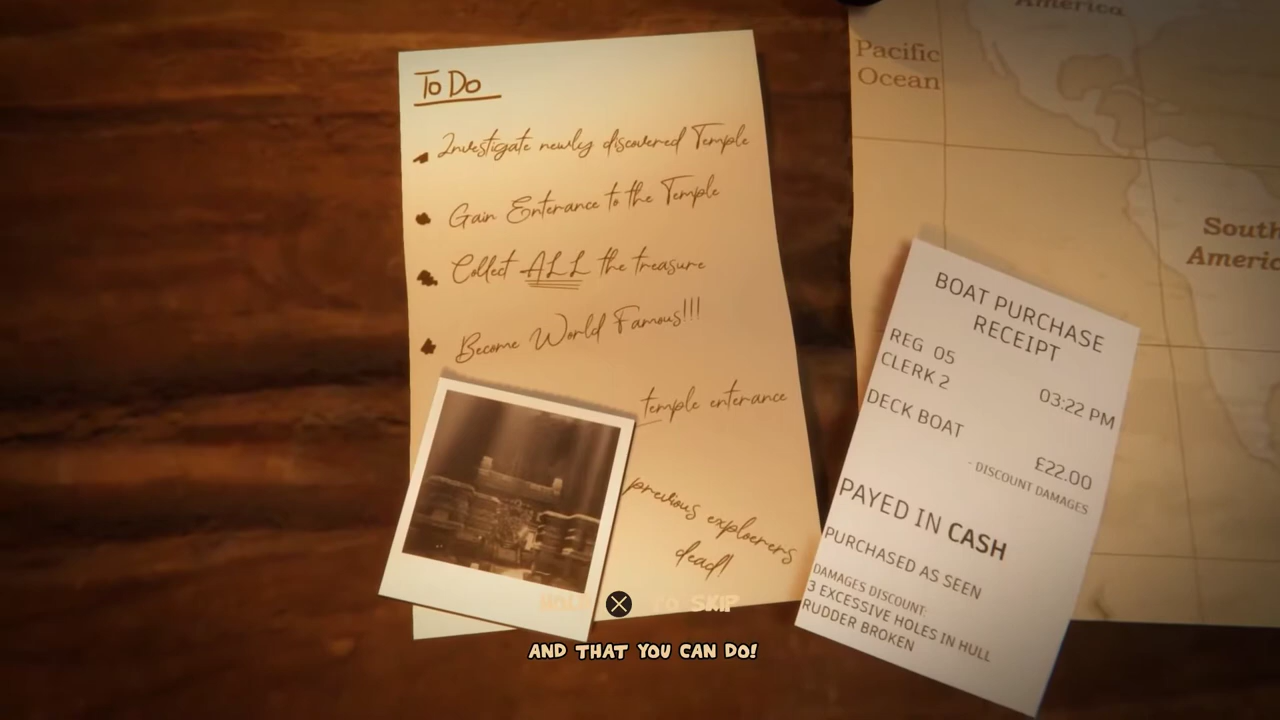 To Do
Investigate newly discovered Temple
Gain Enterance to the Temple
Collect ALL the treasure
Become World Famous!!!
temple enterance
previous exploerers
dead!
America
Pacific
Ocean
South
Americ
BOAT PURCHASE
RECEIPT
REG 05
CLERK 2
03:22 PM
DECK BOAT
£22.00
- DISCOUNT DAMAGES
PAYED IN CASH
PURCHASED AS SEEN
DAMAGES DISCOUNT:
3 EXCESSIVE HOLES IN HULL
RUDDER BROKEN
HOLD TO SKIP
AND THAT YOU CAN DO!